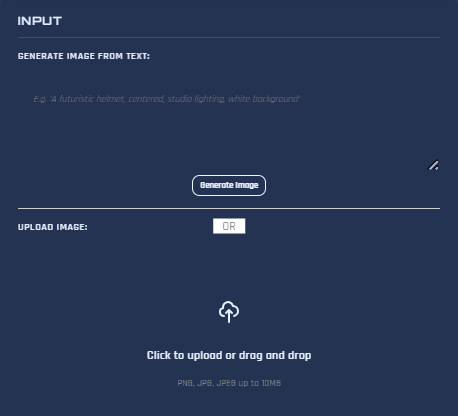 INPUT
GENERATE IMAGE FROM TEXT:
E.g. 'A futuristic helmet, centered, studio lighting, white background'
Generate Image
UPLOAD IMAGE:
OR
Click to upload or drag and drop
PNG, JPG, JPEG up to 10MB